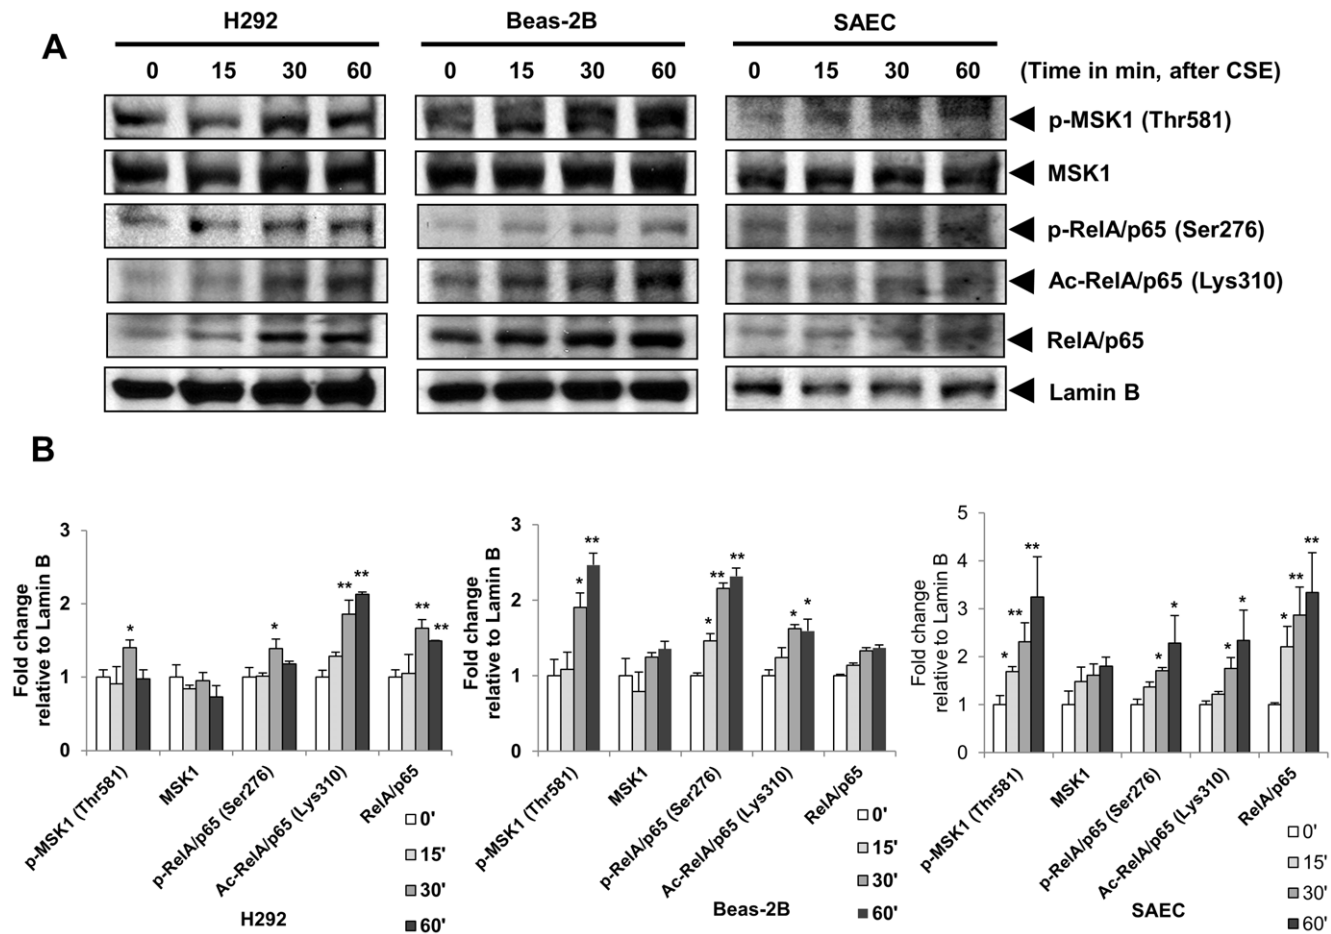 A
H292
Beas-2B
SAEC
0 15 30 60
0 15 30 60
0 15 30 60
(Time in min, after CSE)
p-MSK1 (Thr581)
MSK1
p-RelA/p65 (Ser276)
Ac-RelA/p65 (Lys310)
RelA/p65
Lamin B
B
Fold change
relative to Lamin B
3
2
1
0
*
*
**
**
**
**
p-MSK1 (Thr581)
MSK1
p-RelA/p65 (Ser276)
Ac-RelA/p65 (Lys310)
RelA/p65
0'
15'
30'
60'
H292
Fold change
relative to Lamin B
3
2
1
0
*
**
*
**
**
*
*
p-MSK1 (Thr581)
MSK1
p-RelA/p65 (Ser276)
Ac-RelA/p65 (Lys310)
RelA/p65
0'
15'
30'
60'
Beas-2B
Fold change
relative to Lamin B
5
4
3
2
1
0
*
**
**
*
*
*
*
*
**
**
p-MSK1 (Thr581)
MSK1
p-RelA/p65 (Ser276)
Ac-RelA/p65 (Lys310)
RelA/p65
0'
15'
30'
60'
SAEC